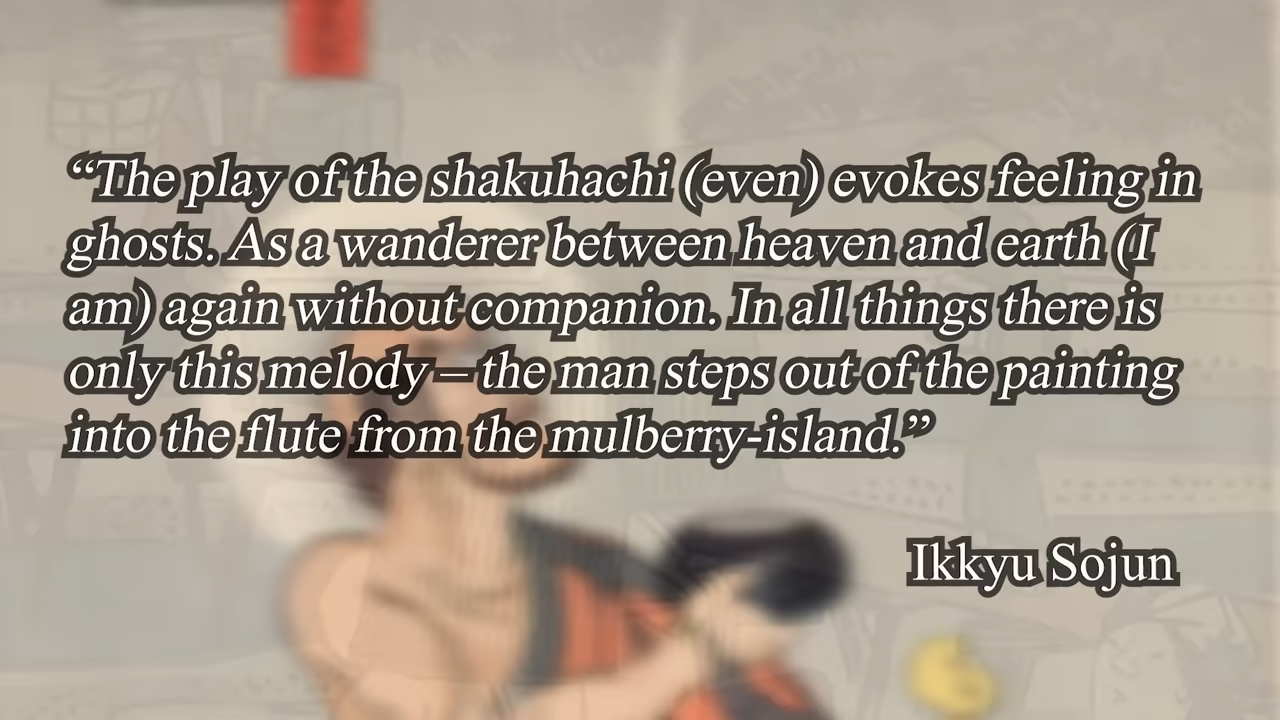 “The play of the shakuhachi (even) evokes feeling in
ghosts. As a wanderer between heaven and earth (I
am) again without companion. In all things there is
only this melody – the man steps out of the painting
into the flute from the mulberry-island.”
Ikkyu Sojun